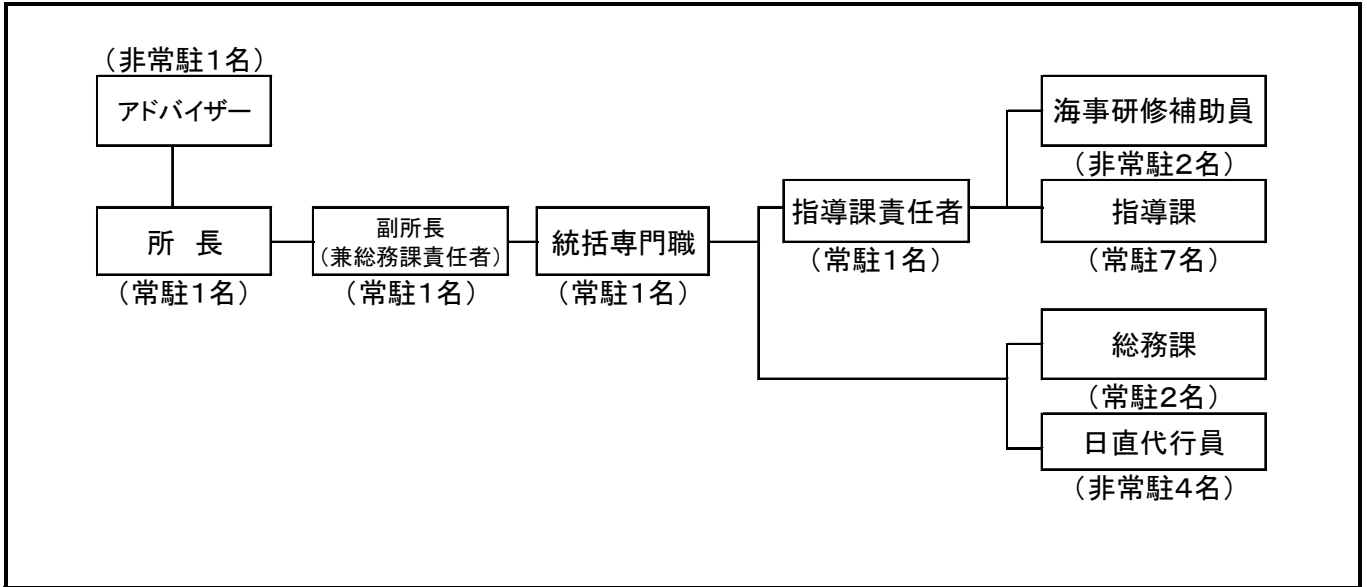 （非常駐１名）
アドバイザー
所　長
（常駐１名）
副所長
（兼総務課責任者）
（常駐１名）
統括専門職
（常駐１名）
指導課責任者
（常駐１名）
海事研修補助員
（非常駐２名）
指導課
（常駐７名）
総務課
（常駐２名）
日直代行員
（非常駐４名）